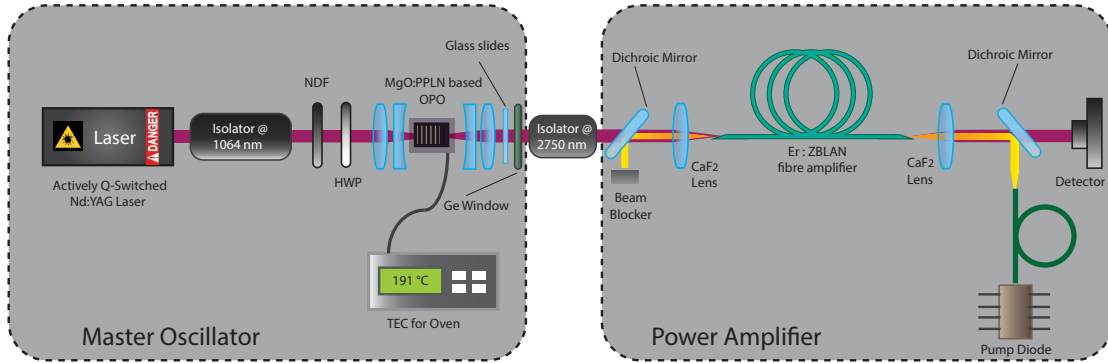 Glass slides
NDF
MgO:PPLN based
OPO
Laser
DANGER
Isolator @
1064 nm
Isolator @
2750 nm
HWP
Ge Window
Actively Q-Switched
Nd:YAG Laser
191 °C
TEC for Oven
Master Oscillator
Dichroic Mirror
Dichroic Mirror
Er : ZBLAN
fibre amplifier
CaF2
Lens
CaF2
Lens
Beam
Blocker
Detector
Pump Diode
Power Amplifier